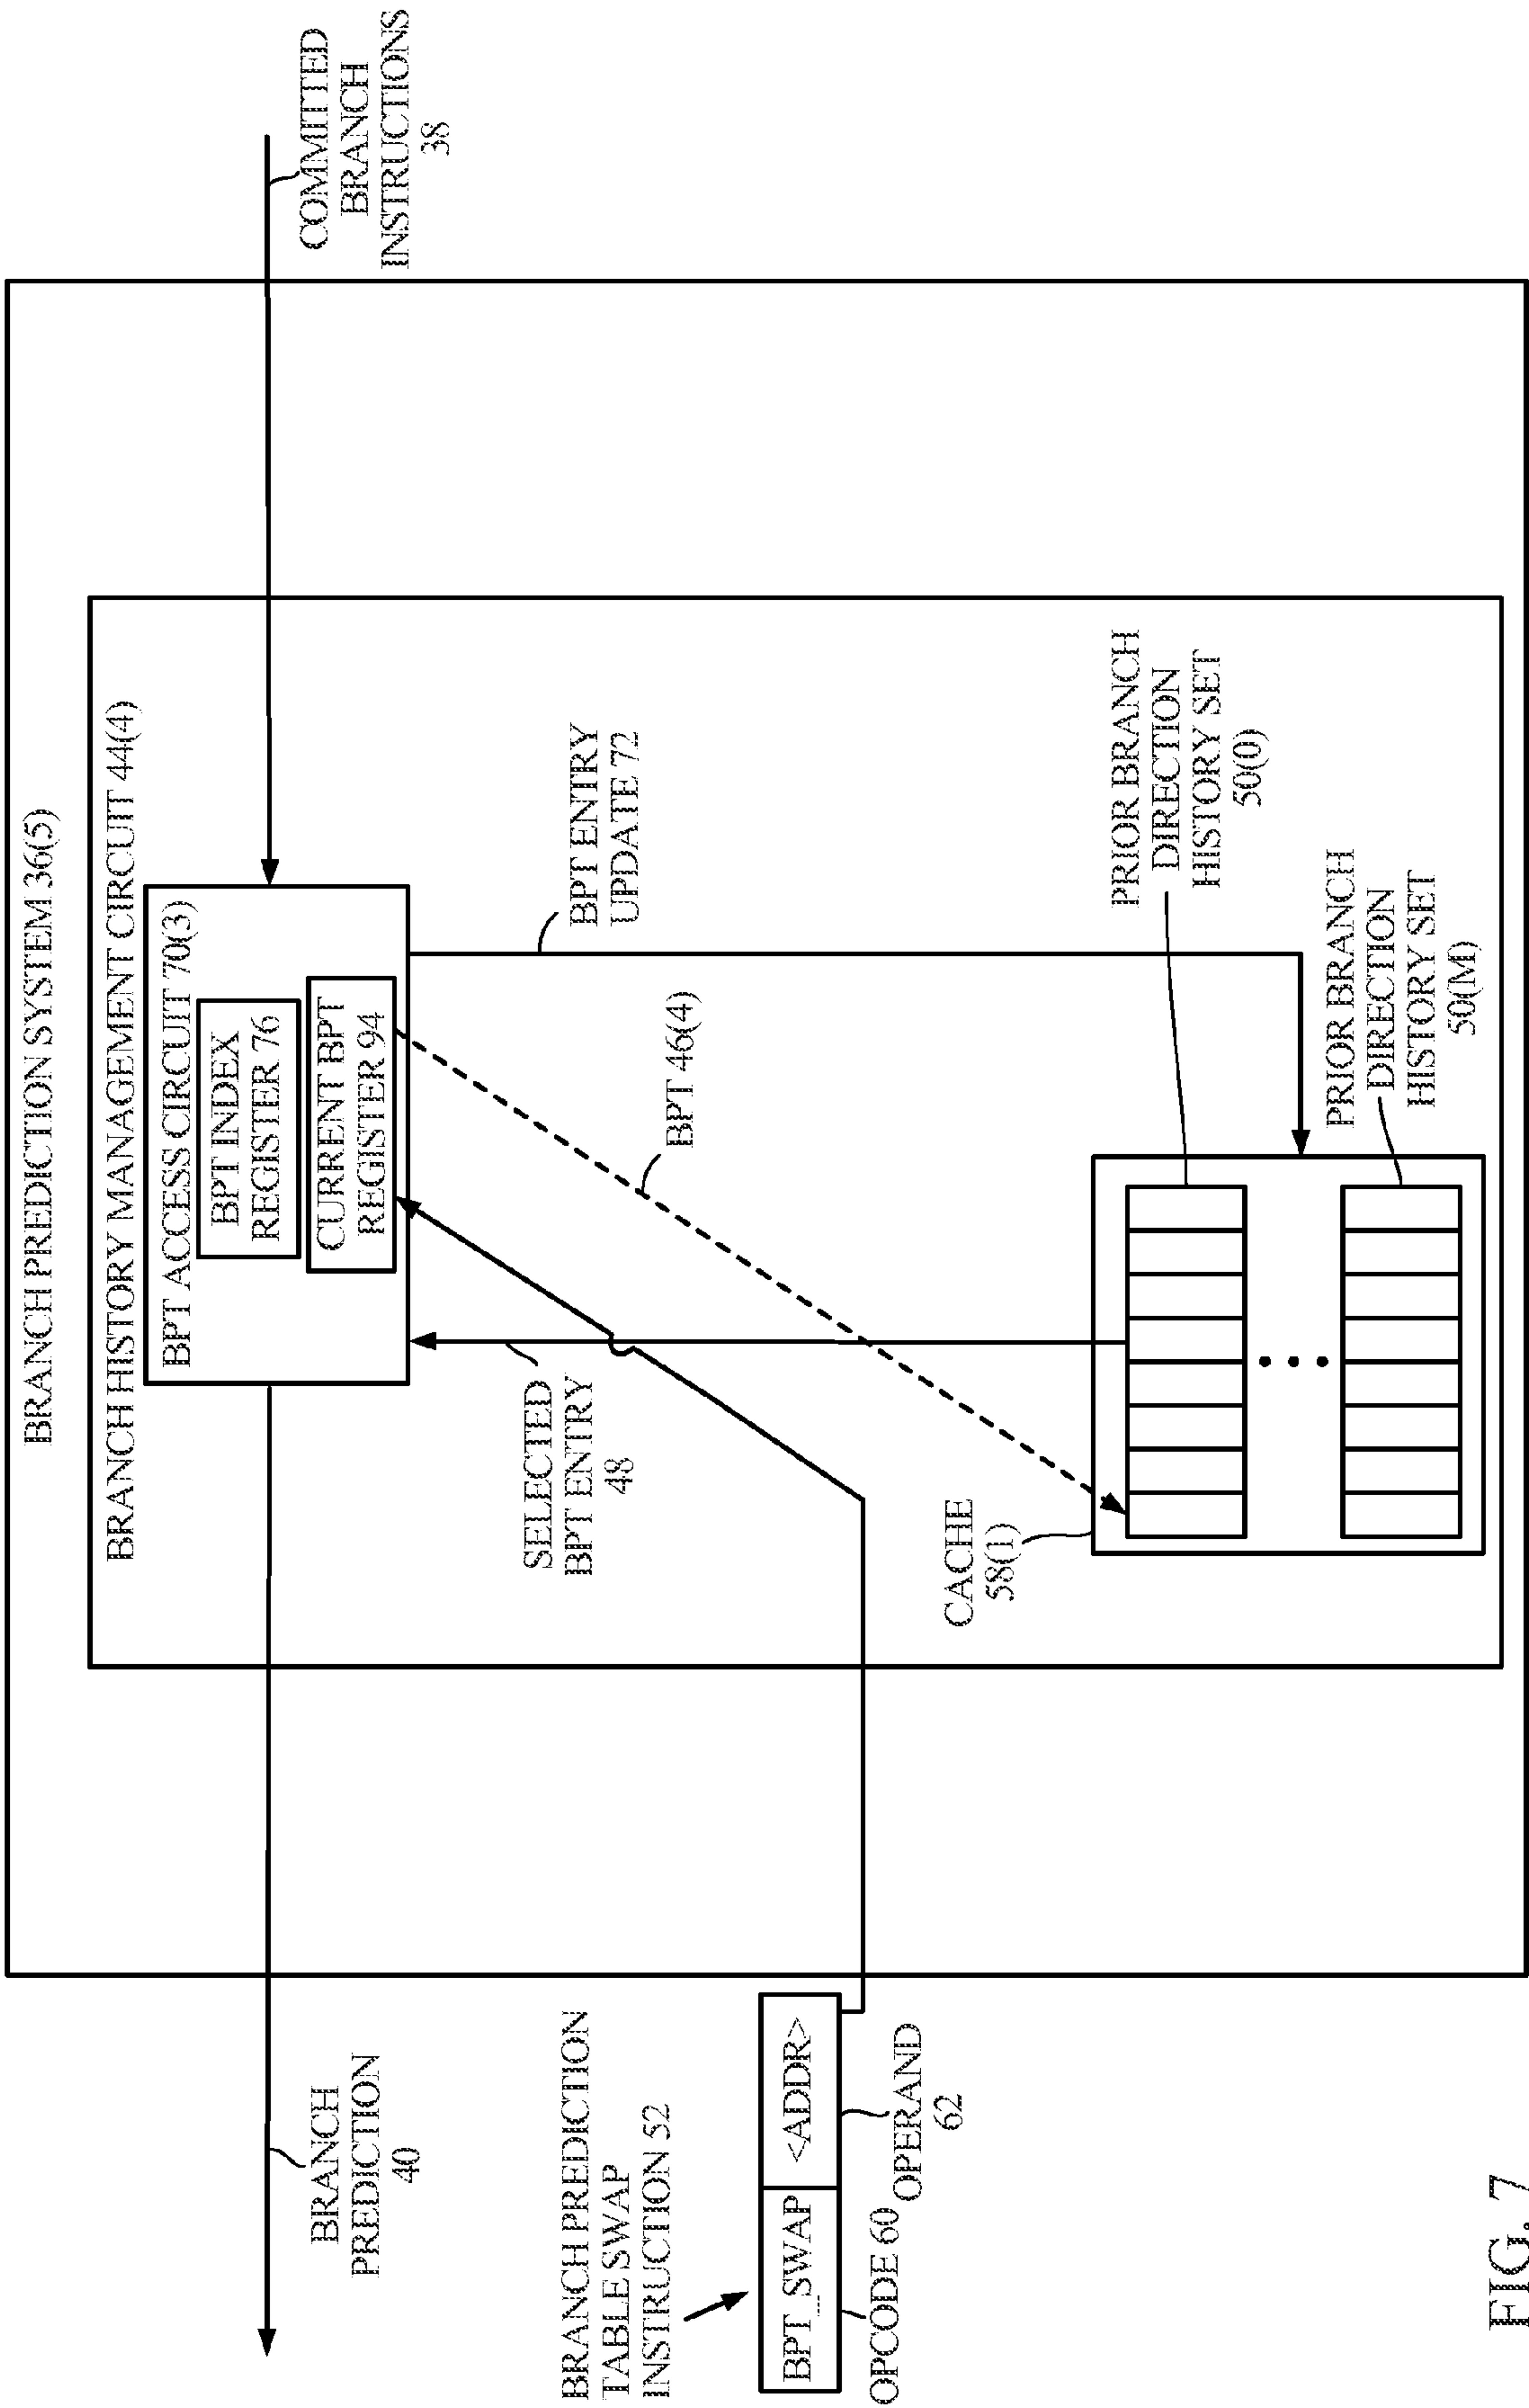 BRANCH PREDICTION SYSTEM 36(5)
BRANCH HISTORY MANAGEMENT CIRCUIT 44(4)
BPT ACCESS CIRCUIT 70(3)
BPT INDEX
REGISTER 76
CURRENT BPT
REGISTER 94
COMMITTED
BRANCH
INSTRUCTIONS
38
BRANCH
PREDICTION
40
SELECTED
BPT ENTRY
48
BPT ENTRY
UPDATE 72
BPT 46(4)
BRANCH PREDICTION
TABLE SWAP
INSTRUCTION 52
BPT_SWAP
<ADDR>
OPCODE 60
OPERAND
62
CACHE
58(1)
PRIOR BRANCH
DIRECTION
HISTORY SET
50(0)
PRIOR BRANCH
DIRECTION
HISTORY SET
50(M)
FIG. 7